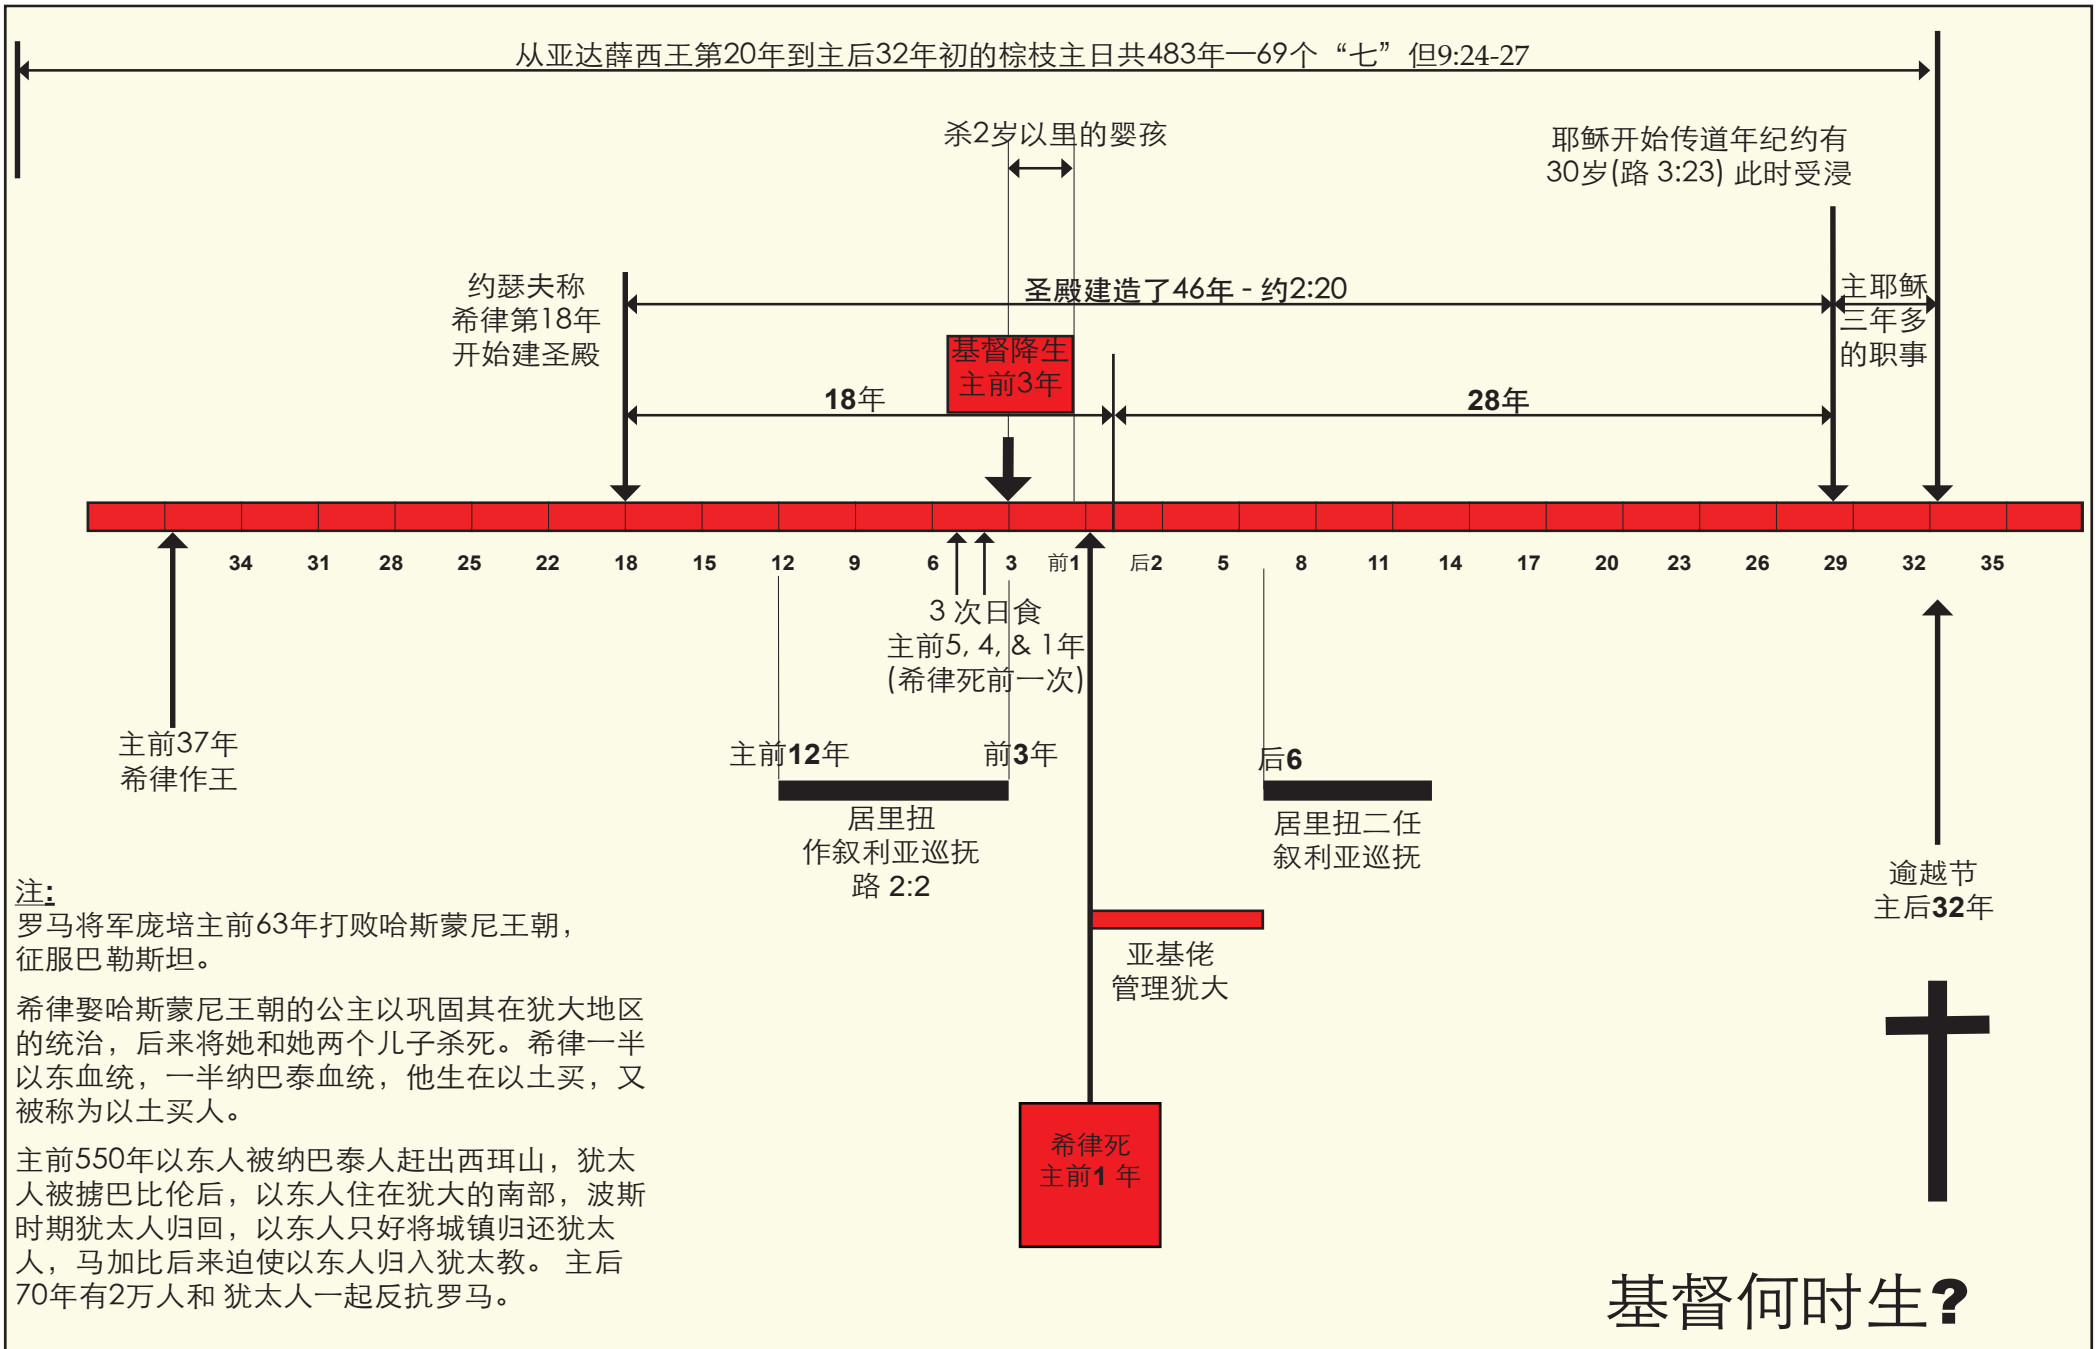 从亚达薛西王第20年到主后32年初的棕枝主日共483年—69个“七”但9:24-27
杀2岁以里的婴孩
耶稣开始传道年纪约有
30岁(路 3:23) 此时受浸
约瑟夫称
希律第18年
开始建圣殿
圣殿建造了46年 - 约2:20
主耶稣
三年多
的职事
基督降生
主前3年
18年
28年
34 31 28 25 22 18 15 12 9 6 3 前1 后2 5 8 11 14 17 20 23 26 29 32 35
3 次日食
主前5, 4, & 1年
(希律死前一次)
主前37年
希律作王
主前12年
前3年
后6
居里扭
作叙利亚巡抚
路 2:2
居里扭二任
叙利亚巡抚
逾越节
主后32年
亚基佬
管理犹大
注:
罗马将军庞培主前63年打败哈斯蒙尼王朝，
征服巴勒斯坦。
希律娶哈斯蒙尼王朝的公主以巩固其在犹大地区
的统治，后来将她和她两个儿子杀死。希律一半
以东血统，一半纳巴泰血统，他生在以土买，又
被称为以土买人。
主前550年以东人被纳巴泰人赶出西珥山，犹太
人被掳巴比伦后，以东人住在犹大的南部，波斯
时期犹太人归回，以东人只好将城镇归还犹太
人，马加比后来迫使以东人归入犹太教。 主后
70年有2万人和 犹太人一起反抗罗马。
希律死
主前1 年
基督何时生?